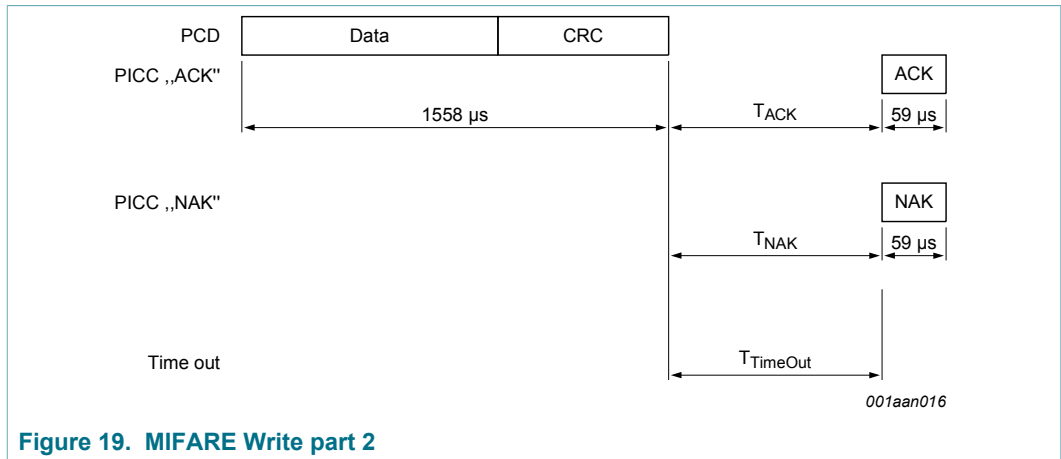 PCD Data CRC
PICC ,,ACK" ACK
1558 µs TACK 59 µs
PICC ,,NAK" NAK
TNAK 59 µs
Time out TTimeOut
001aan016
Figure 19. MIFARE Write part 2